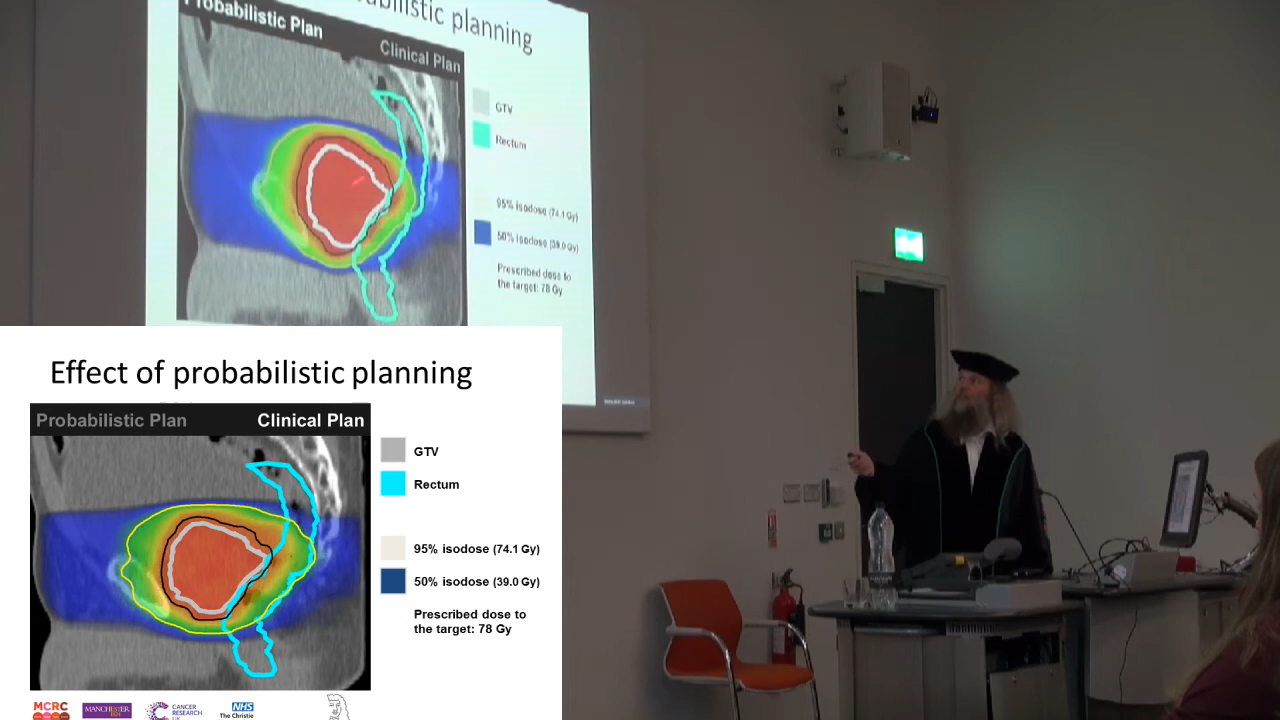 Probabilistic Plan
Clinical Plan
planning
GTV
Rectum
95% isodose (74.1 Gy)
50% isodose (39.0 Gy)
Prescribed dose to
the target: 78 Gy
Effect of probabilistic planning
Probabilistic Plan
Clinical Plan
GTV
Rectum
95% isodose (74.1 Gy)
50% isodose (39.0 Gy)
Prescribed dose to
the target: 78 Gy
MCRC
MANCHESTER
1824
CANCER
RESEARCH
UK
NHS
The Christie